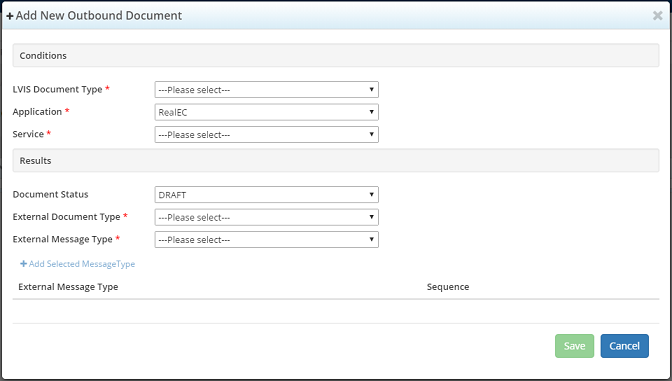 + Add New Outbound Document ×
Conditions
LVIS Document Type * ---Please select---
Application * RealEC
Service * ---Please select---
Results
Document Status DRAFT
External Document Type * ---Please select---
External Message Type * ---Please select---
+ Add Selected MessageType
External Message Type Sequence
Save Cancel